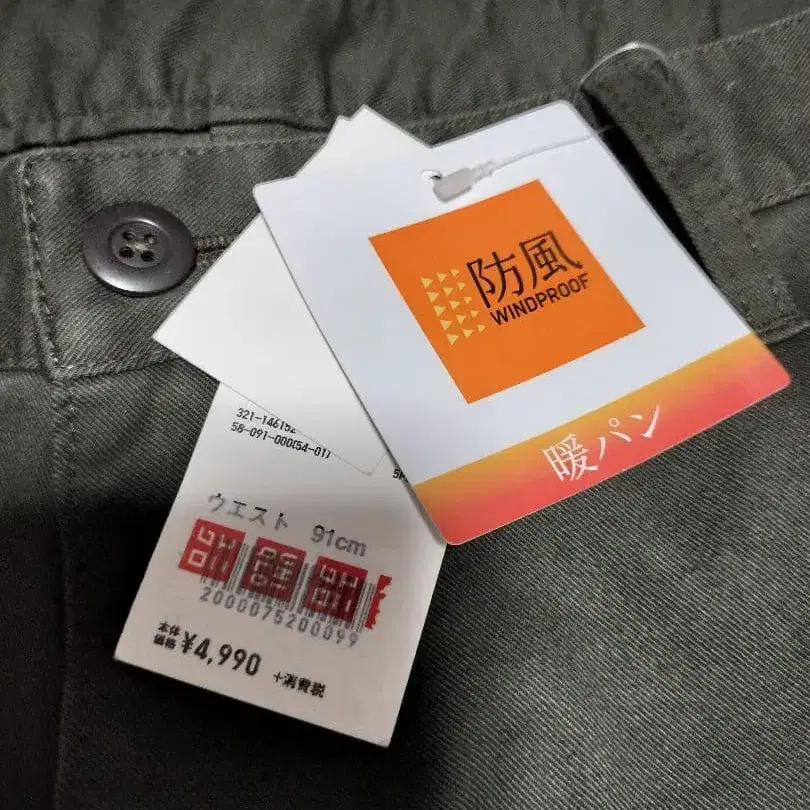 防風
WINDPROOF
暖パン
321-146152
58-091-000(54-01)
ウエスト 91cm
2000075200099
本体
価格 ¥4,990 +消費税